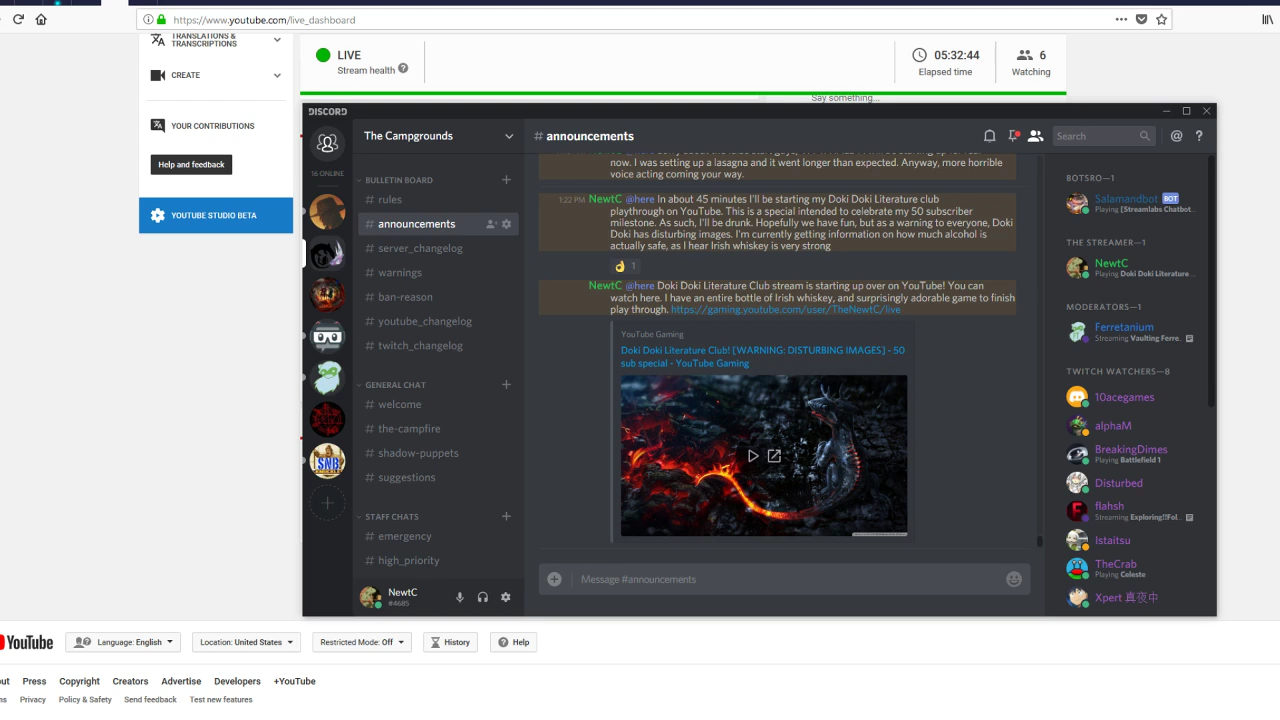 https://www.youtube.com/live_dashboard
TRANSLATIONS &
TRANSCRIPTIONS
CREATE
YOUR CONTRIBUTIONS
Help and feedback
YOUTUBE STUDIO BETA
LIVE
Stream health
05:32:44
Elapsed time
6
Watching
Say something...
DISCORD
16 ONLINE
The Campgrounds
BULLETIN BOARD
# rules
# announcements
# server_changelog
# warnings
# ban-reason
# youtube_changelog
# twitch_changelog
GENERAL CHAT
# welcome
# the-campfire
# shadow-puppets
# suggestions
STAFF CHATS
# emergency
# high_priority
NewtC
#4685
# announcements
Search
now. I was setting up a lasagna and it went longer than expected. Anyway, more horrible
voice acting coming your way.
1:22 PM NewtC @here In about 45 minutes I'll be starting my Doki Doki Literature club
playthrough on YouTube. This is a special intended to celebrate my 50 subscriber
milestone. As such, I'll be drunk. Hopefully we have fun, but as a warning to everyone, Doki
Doki has disturbing images. I'm currently getting information on how much alcohol is
actually safe, as I hear Irish whiskey is very strong
👌 1
NewtC @here Doki Doki Literature Club stream is starting up over on YouTube! You can
watch here. I have an entire bottle of Irish whiskey, and surprisingly adorable game to finish
play through. https://gaming.youtube.com/user/TheNewtC/live
YouTube Gaming
Doki Doki Literature Club! [WARNING: DISTURBING IMAGES] - 50
sub special - YouTube Gaming
Message #announcements
BOTSRO—1
Salamandbot BOT
Playing [Streamlabs Chatbot...
THE STREAMER—1
NewtC
Playing Doki Doki Literature ...
MODERATORS—1
Ferretanium
Streaming Vaulting Ferre...
TWITCH WATCHERS—8
10acegames
alphaM
BreakingDimes
Playing Battlefield 1
Disturbed
flahsh
Streaming Exploring!!Fol...
Istaitsu
TheCrab
Playing Celeste
Xpert 真夜中
SNB
YouTube
Language: English
Location: United States
Restricted Mode: Off
History
Help
Press Copyright Creators Advertise Developers +YouTube
Privacy Policy & Safety Send feedback Test new features